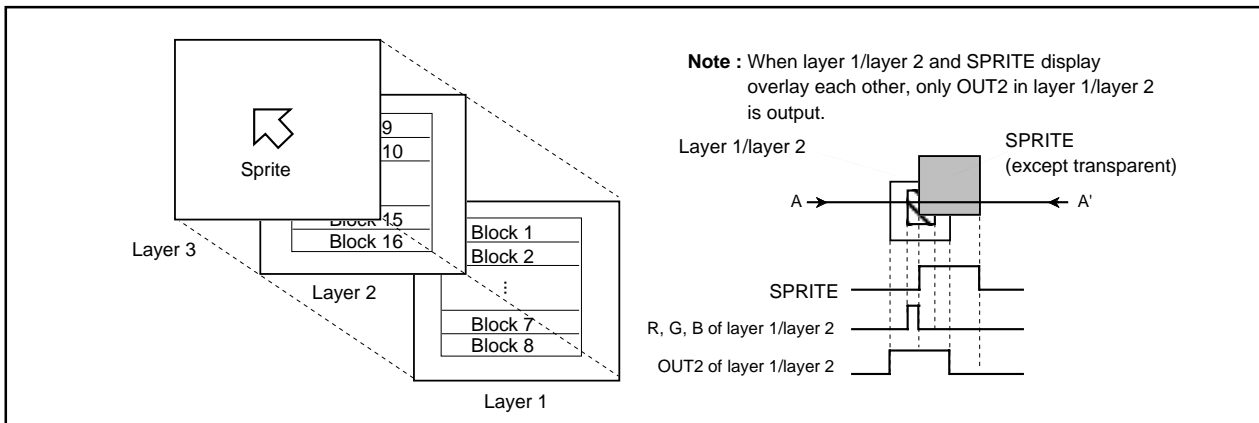 Sprite
Layer 3
9
10
Block 15
Block 16
Layer 2
Block 1
Block 2
⋮
Block 7
Block 8
Layer 1
Note : When layer 1/layer 2 and SPRITE display
overlay each other, only OUT2 in layer 1/layer 2
is output.
Layer 1/layer 2
SPRITE
(except transparent)
A
A'
SPRITE
R, G, B of layer 1/layer 2
OUT2 of layer 1/layer 2